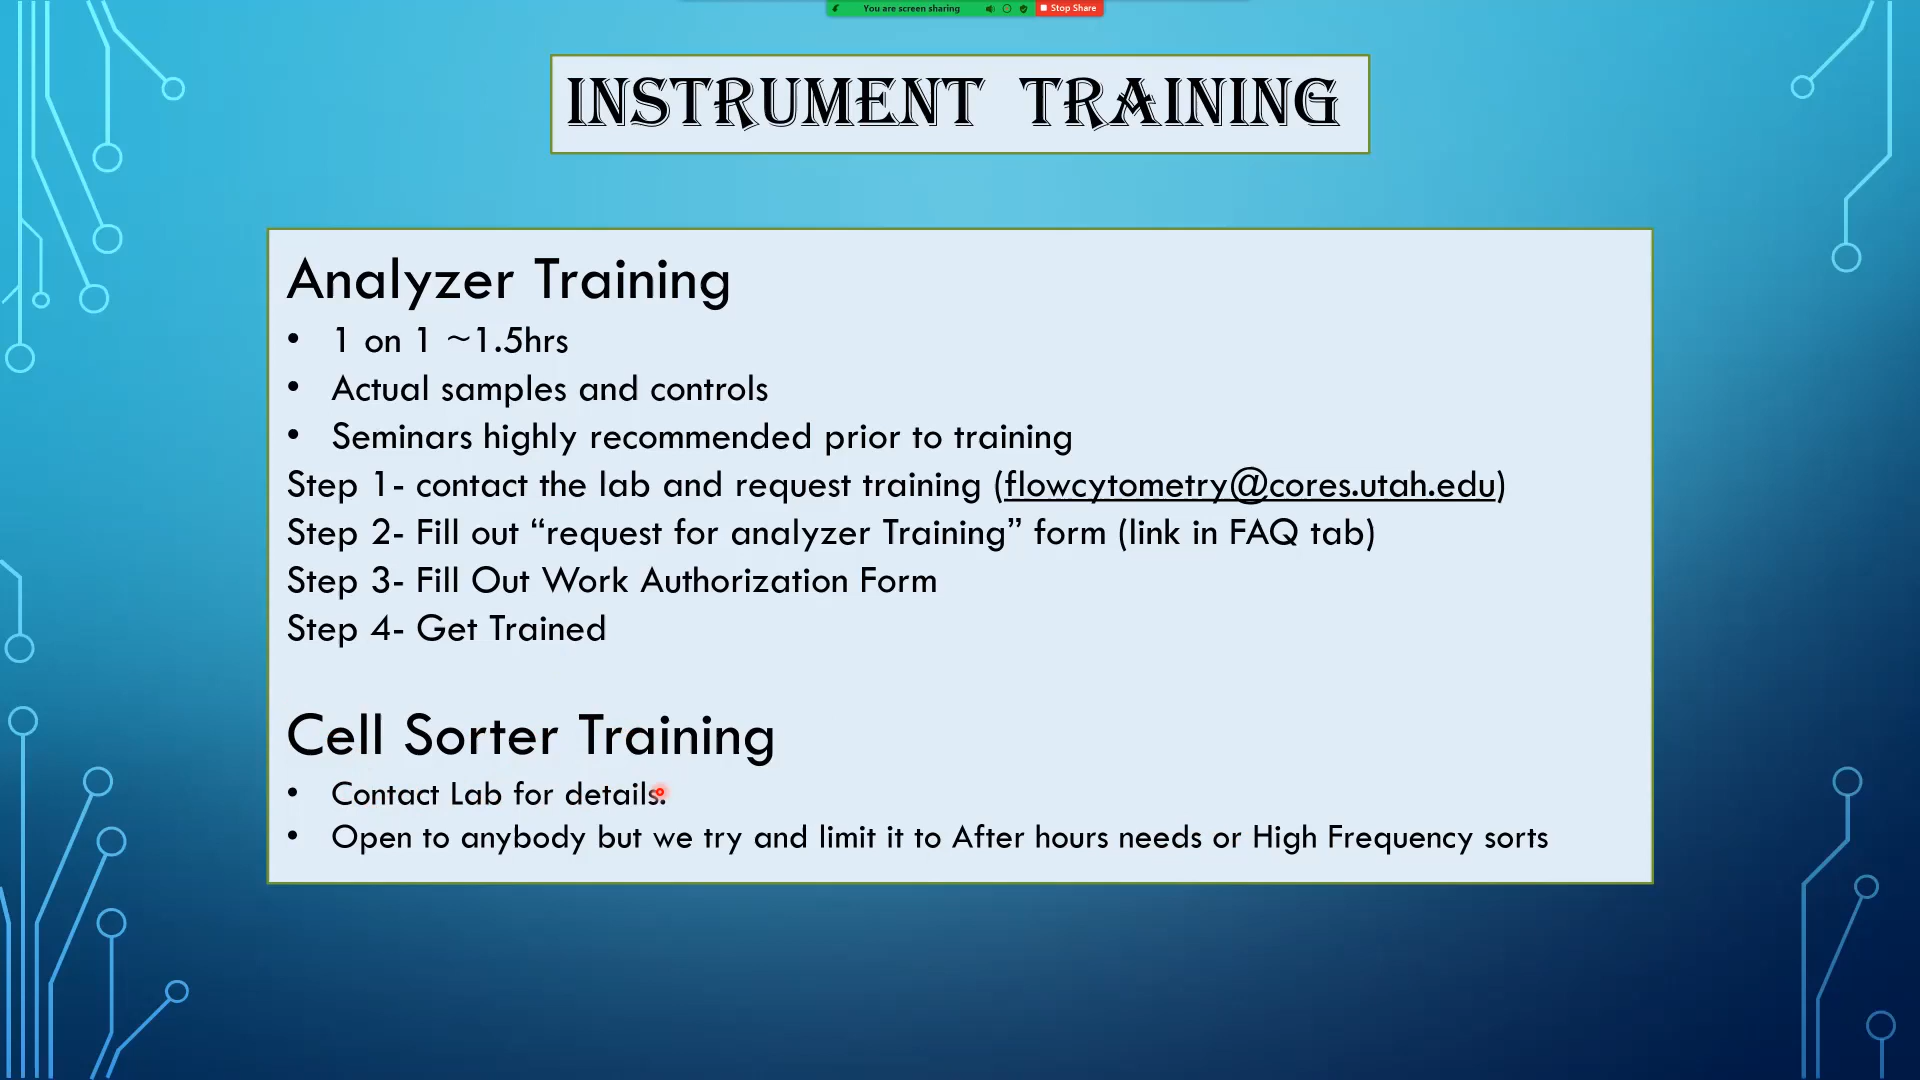 You are screen sharing
Stop Share
INSTRUMENT TRAINING
Analyzer Training
• 1 on 1 ~1.5hrs
• Actual samples and controls
• Seminars highly recommended prior to training
Step 1- contact the lab and request training (flowcytometry@cores.utah.edu)
Step 2- Fill out “request for analyzer Training” form (link in FAQ tab)
Step 3- Fill Out Work Authorization Form
Step 4- Get Trained
Cell Sorter Training
• Contact Lab for details.
• Open to anybody but we try and limit it to After hours needs or High Frequency sorts